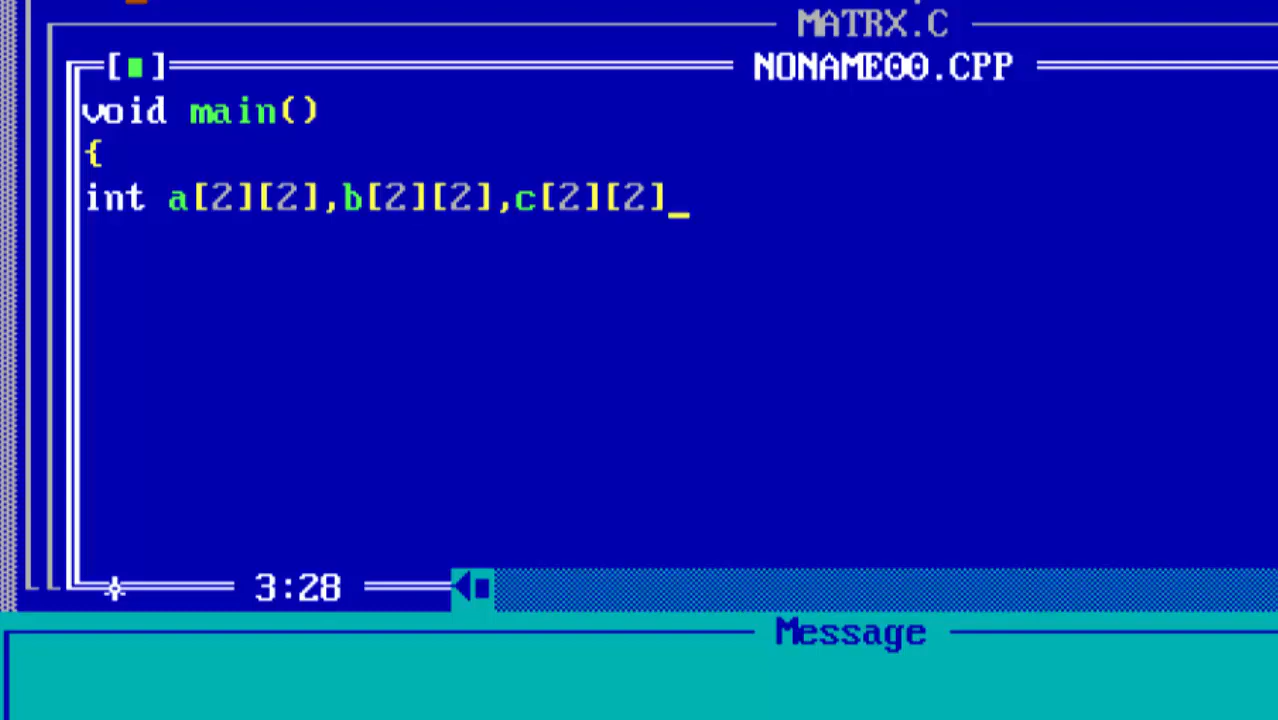 MATRX.C
[■] NONAME00.CPP
void main()
{
int a[2][2],b[2][2],c[2][2]_
3:28
Message